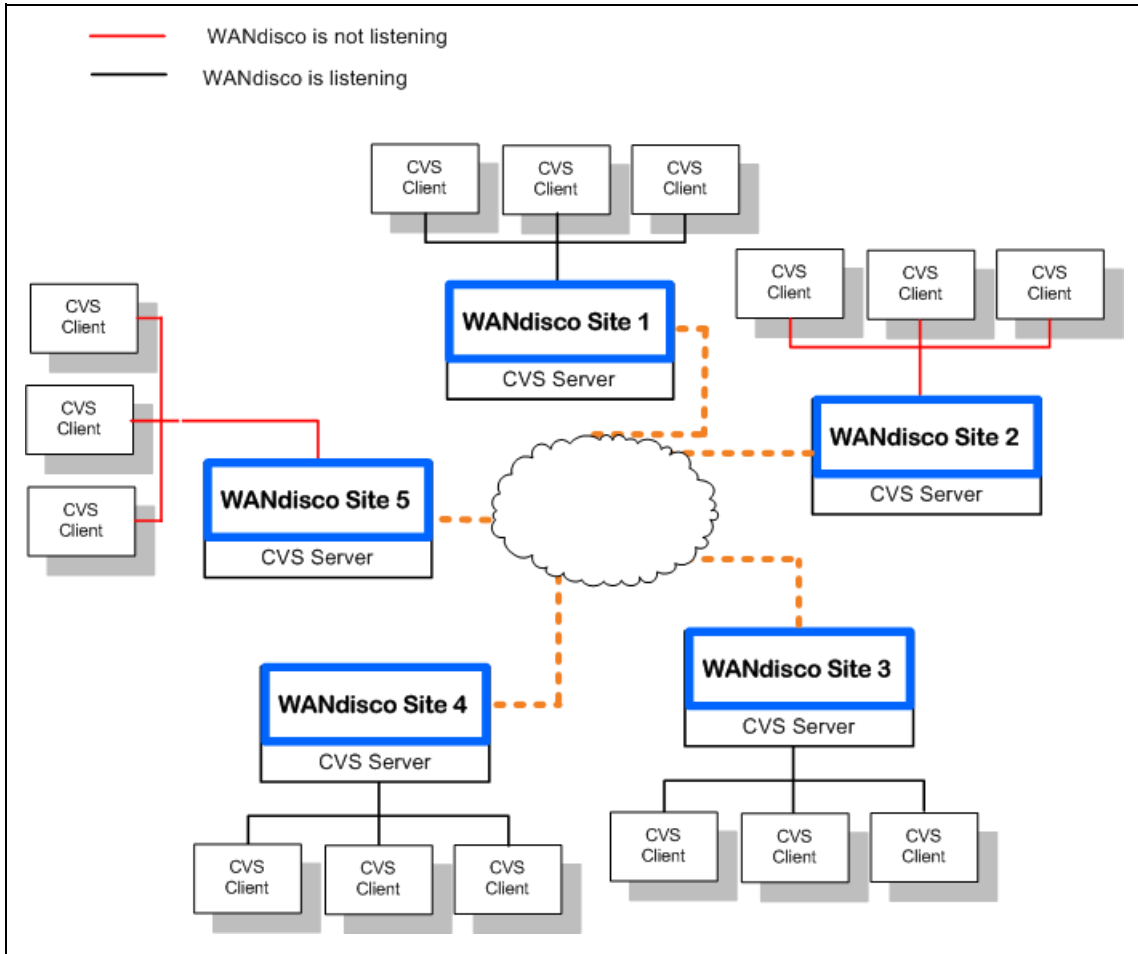 WANdisco is not listening
WANdisco is listening
CVS
Client
CVS
Client
CVS
Client
WANdisco Site 1
CVS Server
CVS
Client
CVS
Client
CVS
Client
WANdisco Site 2
CVS Server
CVS
Client
CVS
Client
CVS
Client
WANdisco Site 5
CVS Server
WANdisco Site 3
CVS Server
CVS
Client
CVS
Client
CVS
Client
WANdisco Site 4
CVS Server
CVS
Client
CVS
Client
CVS
Client